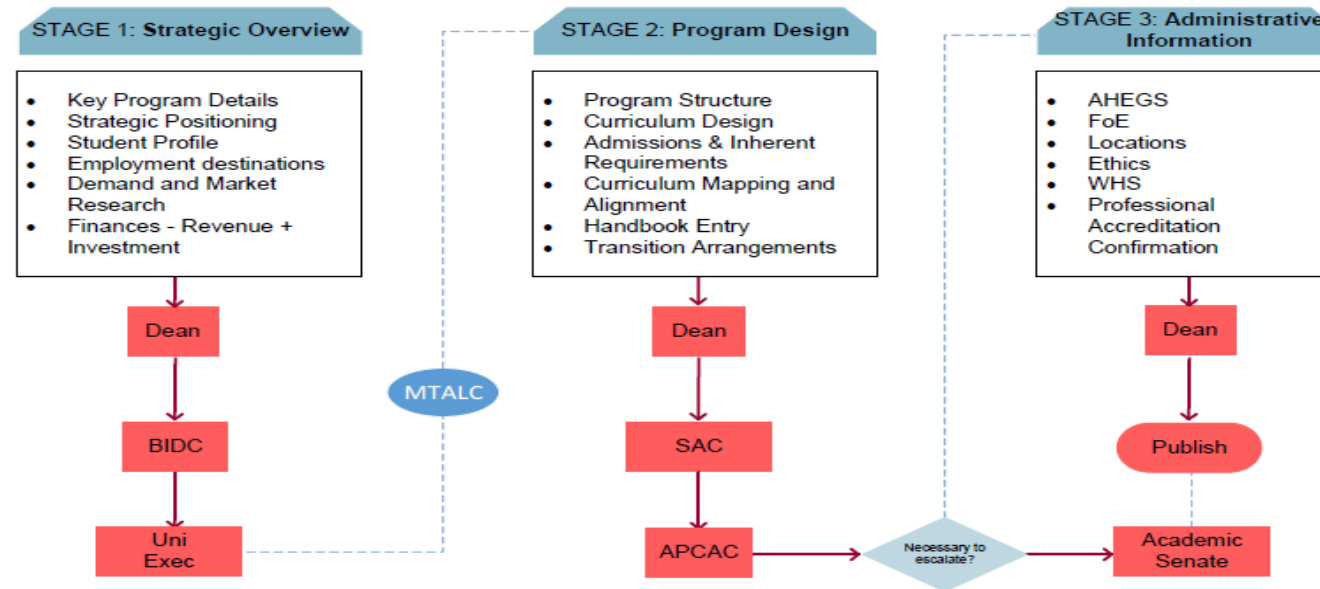 STAGE 1: Strategic Overview
• Key Program Details
• Strategic Positioning
• Student Profile
• Employment destinations
• Demand and Market
Research
• Finances - Revenue +
Investment
Dean
BIDC
Uni
Exec
MTALC
STAGE 2: Program Design
• Program Structure
• Curriculum Design
• Admissions & Inherent
Requirements
• Curriculum Mapping and
Alignment
• Handbook Entry
• Transition Arrangements
Dean
SAC
APCAC
Necessary to
escalate?
STAGE 3: Administrative
Information
• AHEGS
• FoE
• Locations
• Ethics
• WHS
• Professional
Accreditation
Confirmation
Dean
Publish
Academic
Senate